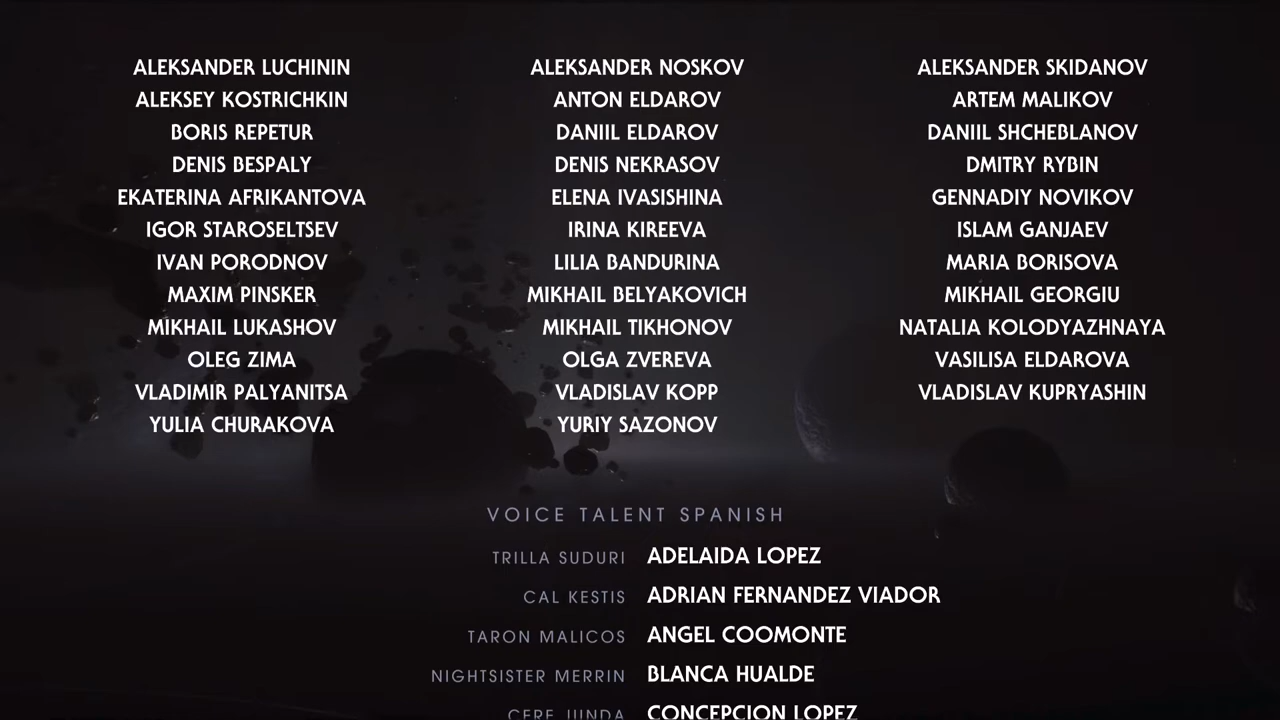 ALEKSANDER LUCHININ ALEKSANDER NOSKOV ALEKSANDER SKIDANOV
ALEKSEY KOSTRICHKIN ANTON ELDAROV ARTEM MALIKOV
BORIS REPETUR DANIIL ELDAROV DANIIL SHCHEBLANOV
DENIS BESPALY DENIS NEKRASOV DMITRY RYBIN
EKATERINA AFRIKANTOVA ELENA IVASISHINA GENNADIY NOVIKOV
IGOR STAROSELTSEV IRINA KIREEVA ISLAM GANJAEV
IVAN PORODNOV LILIA BANDURINA MARIA BORISOVA
MAXIM PINSKER MIKHAIL BELYAKOVICH MIKHAIL GEORGIU
MIKHAIL LUKASHOV MIKHAIL TIKHONOV NATALIA KOLODYAZHNAYA
OLEG ZIMA OLGA ZVEREVA VASILISA ELDAROVA
VLADIMIR PALYANITSA VLADISLAV KOPP VLADISLAV KUPRYASHIN
YULIA CHURAKOVA YURIY SAZONOV
VOICE TALENT SPANISH
TRILLA SUDURI ADELAIDA LOPEZ
CAL KESTIS ADRIAN FERNANDEZ VIADOR
TARON MALICOS ANGEL COOMONTE
NIGHTSISTER MERRIN BLANCA HUALDE
CERE JUNDA CONCEPCION LOPEZ